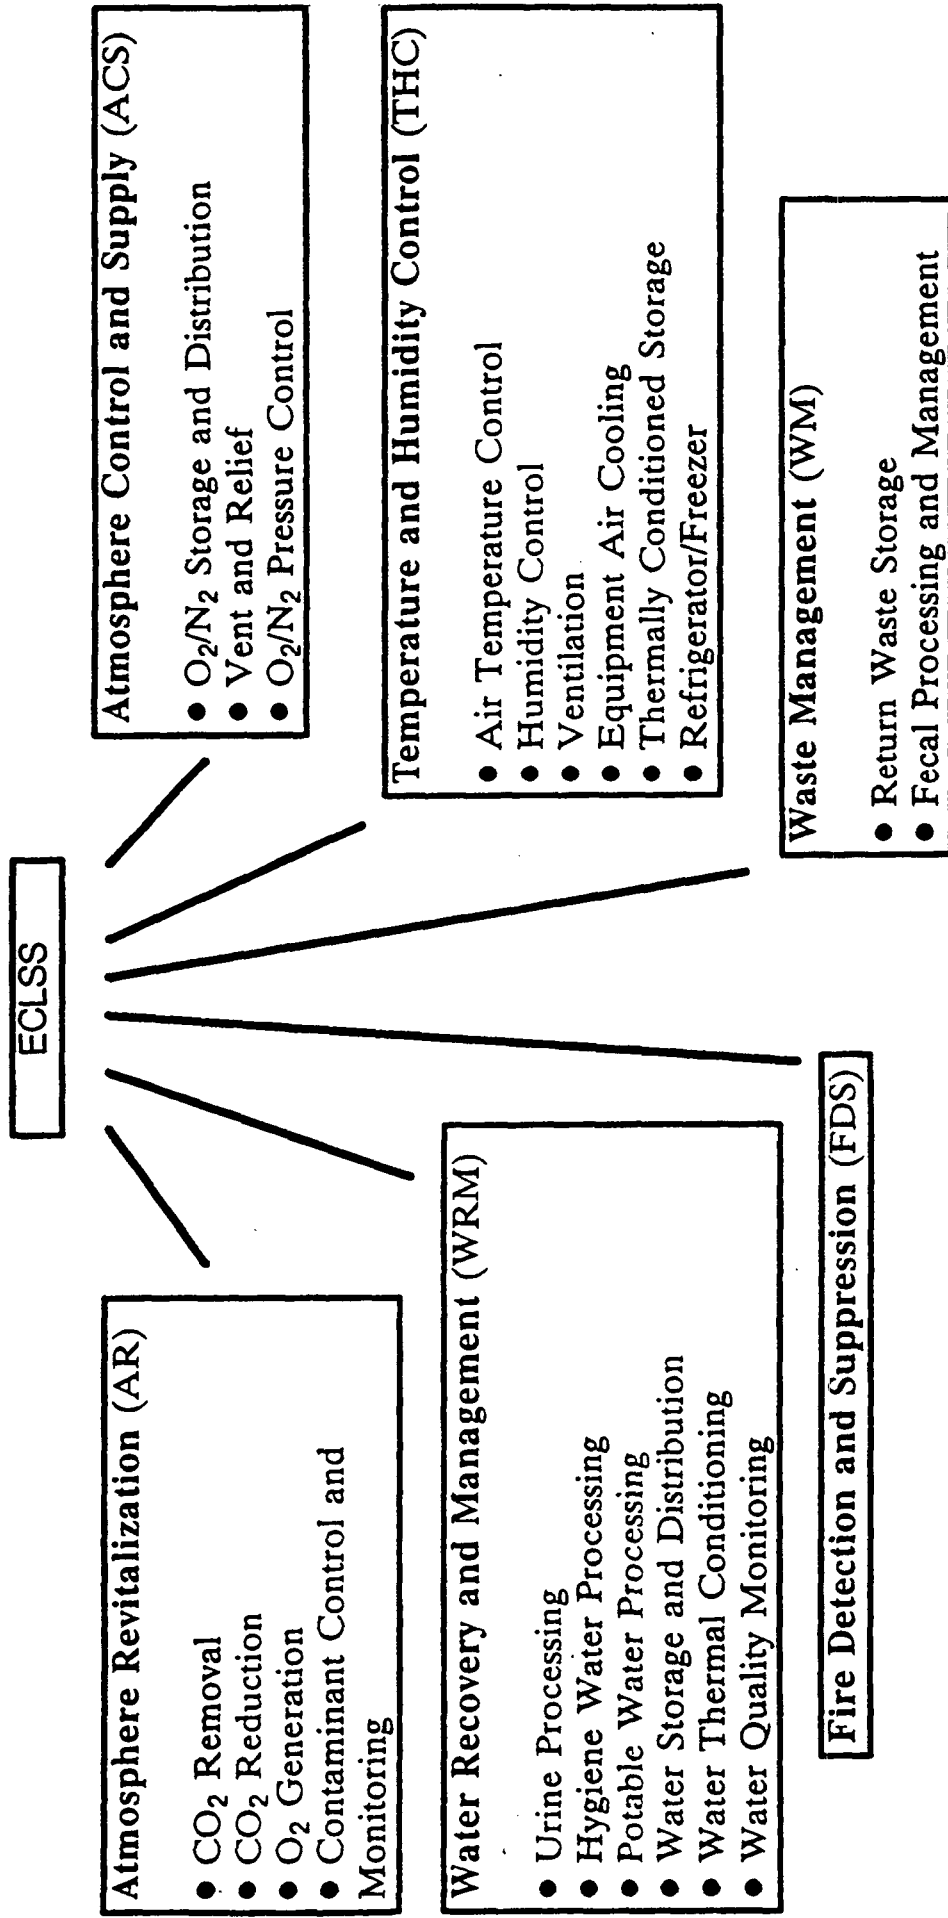 ECLSS
Atmosphere Revitalization (AR)
● CO₂ Removal
● CO₂ Reduction
● O₂ Generation
● Contaminant Control and
Monitoring
Atmosphere Control and Supply (ACS)
● O₂/N₂ Storage and Distribution
● Vent and Relief
● O₂/N₂ Pressure Control
Water Recovery and Management (WRM)
● Urine Processing
● Hygiene Water Processing
● Potable Water Processing
● Water Storage and Distribution
● Water Thermal Conditioning
● Water Quality Monitoring
Temperature and Humidity Control (THC)
● Air Temperature Control
● Humidity Control
● Ventilation
● Equipment Air Cooling
● Thermally Conditioned Storage
● Refrigerator/Freezer
Fire Detection and Suppression (FDS)
Waste Management (WM)
● Return Waste Storage
● Fecal Processing and Management